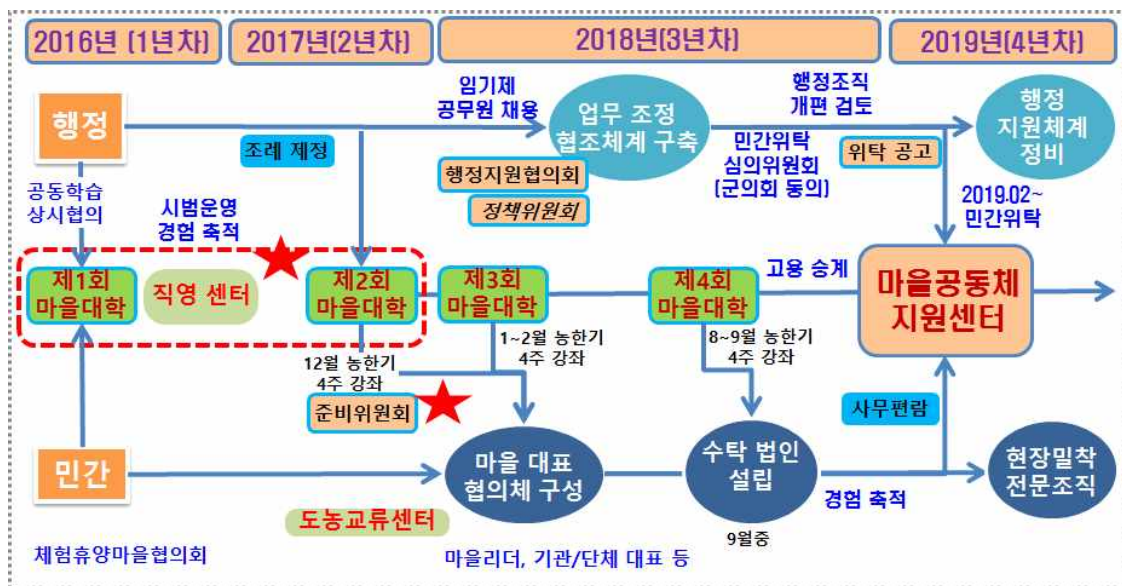 2016년 (1년차)
2017년(2년차)
2018년(3년차)
2019년(4년차)
행정
임기제
공무원 채용
업무 조정
협조체계 구축
행정조직
개편 검토
행정
지원체계
정비
조례 제정
행정지원협의회
정책위원회
민간위탁
심의위원회
(군의회 동의)
위탁 공고
2019.02~
민간위탁
공동학습
상시협의
시범운영
경험 축적
제1회
마을대학
직영 센터
제2회
마을대학
제3회
마을대학
제4회
마을대학
고용 승계
마을공동체
지원센터
12월 농한기
4주 강좌
1~2월 농한기
4주 강좌
8~9월 농한기
4주 강좌
준비위원회
사무편람
민간
마을 대표
협의체 구성
수탁 법인
설립
경험 축적
현장밀착
전문조직
도농교류센터
9월중
체험휴양마을협의회
마을리더, 기관/단체 대표 등